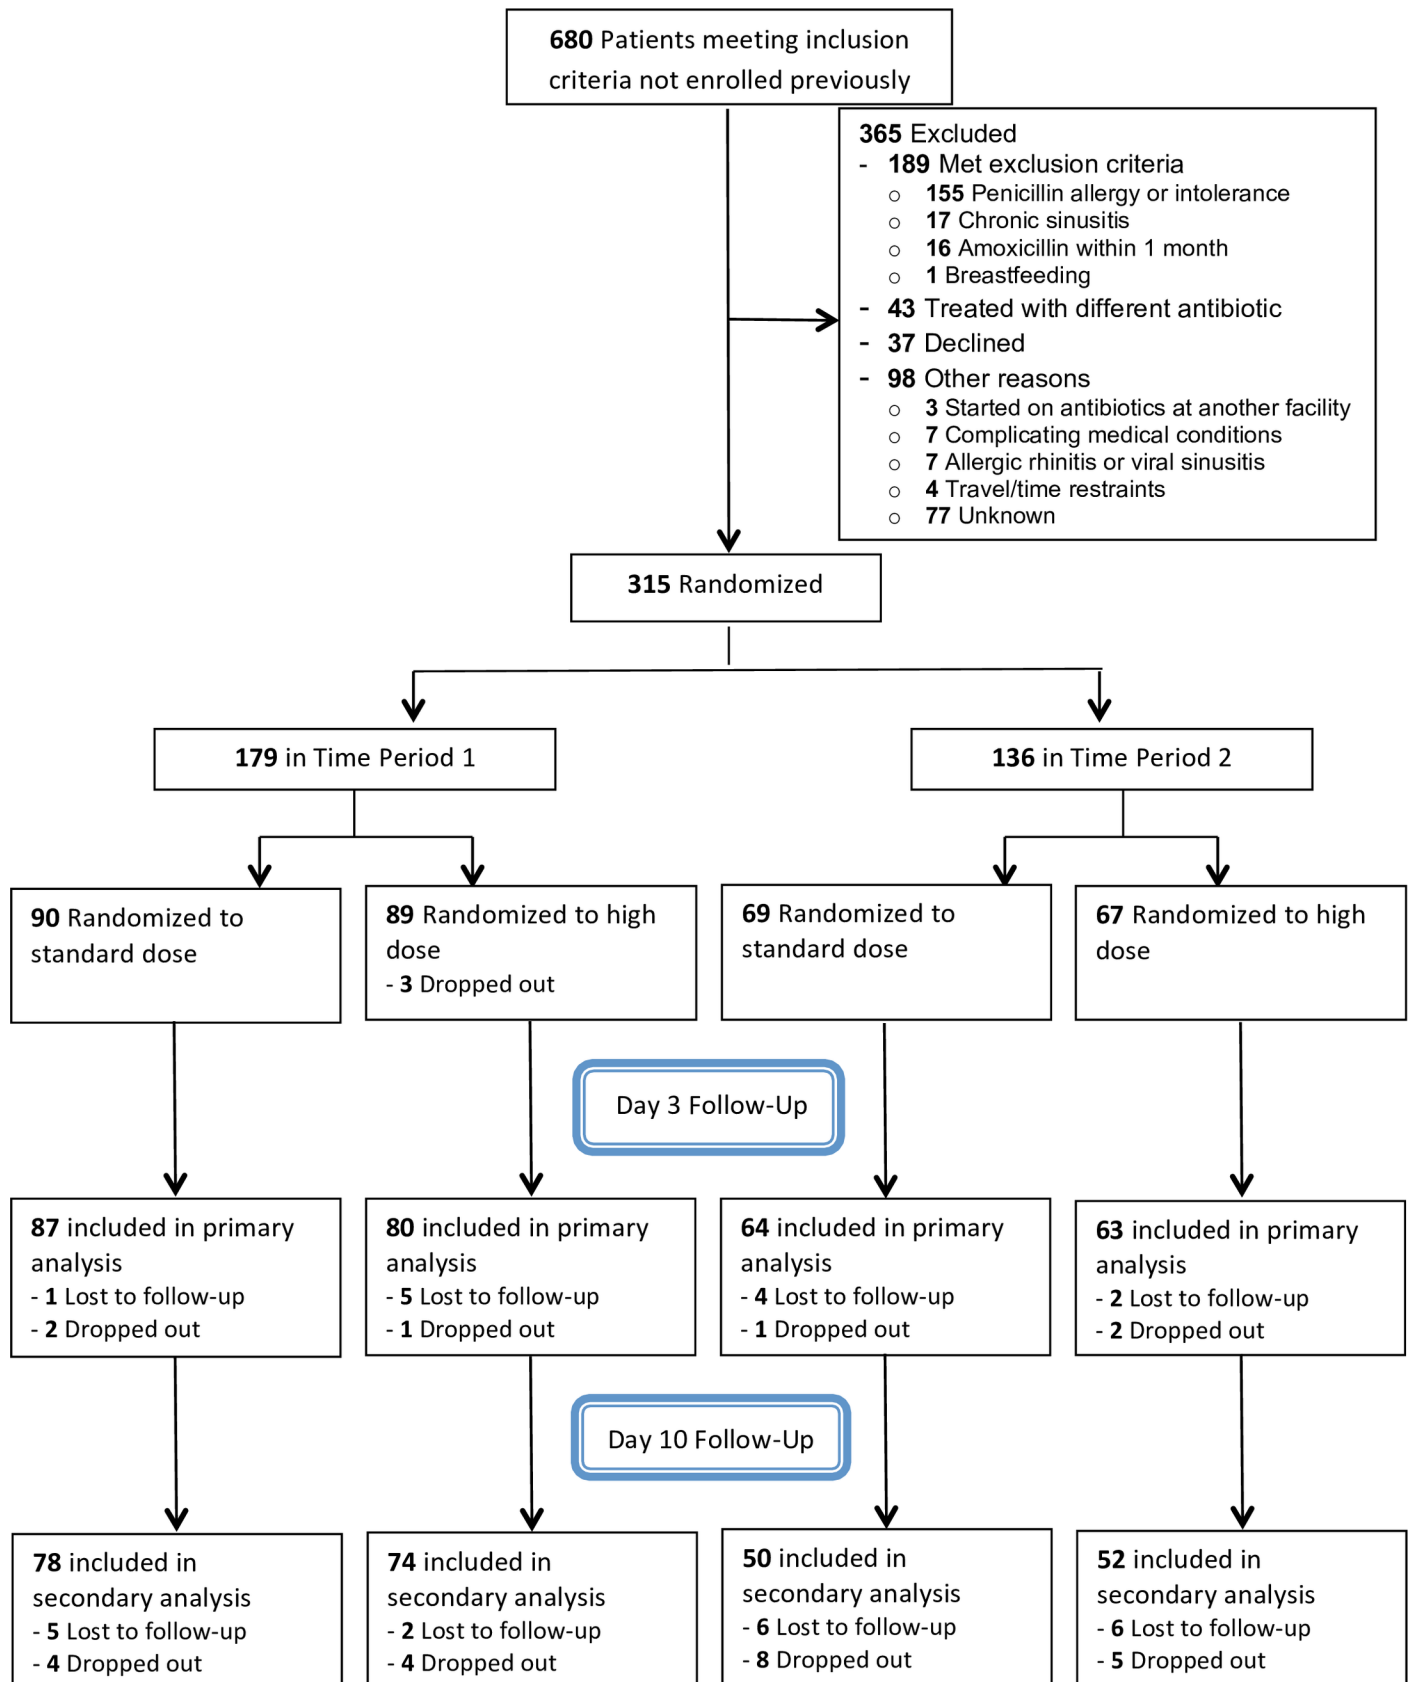 680 Patients meeting inclusion
criteria not enrolled previously
365 Excluded
- 189 Met exclusion criteria
o 155 Penicillin allergy or intolerance
o 17 Chronic sinusitis
o 16 Amoxicillin within 1 month
o 1 Breastfeeding
- 43 Treated with different antibiotic
- 37 Declined
- 98 Other reasons
o 3 Started on antibiotics at another facility
o 7 Complicating medical conditions
o 7 Allergic rhinitis or viral sinusitis
o 4 Travel/time restraints
o 77 Unknown
315 Randomized
179 in Time Period 1
136 in Time Period 2
90 Randomized to
standard dose
89 Randomized to high
dose
- 3 Dropped out
69 Randomized to
standard dose
67 Randomized to high
dose
Day 3 Follow-Up
87 included in primary
analysis
- 1 Lost to follow-up
- 2 Dropped out
80 included in primary
analysis
- 5 Lost to follow-up
- 1 Dropped out
64 included in primary
analysis
- 4 Lost to follow-up
- 1 Dropped out
63 included in primary
analysis
- 2 Lost to follow-up
- 2 Dropped out
Day 10 Follow-Up
78 included in
secondary analysis
- 5 Lost to follow-up
- 4 Dropped out
74 included in
secondary analysis
- 2 Lost to follow-up
- 4 Dropped out
50 included in
secondary analysis
- 6 Lost to follow-up
- 8 Dropped out
52 included in
secondary analysis
- 6 Lost to follow-up
- 5 Dropped out